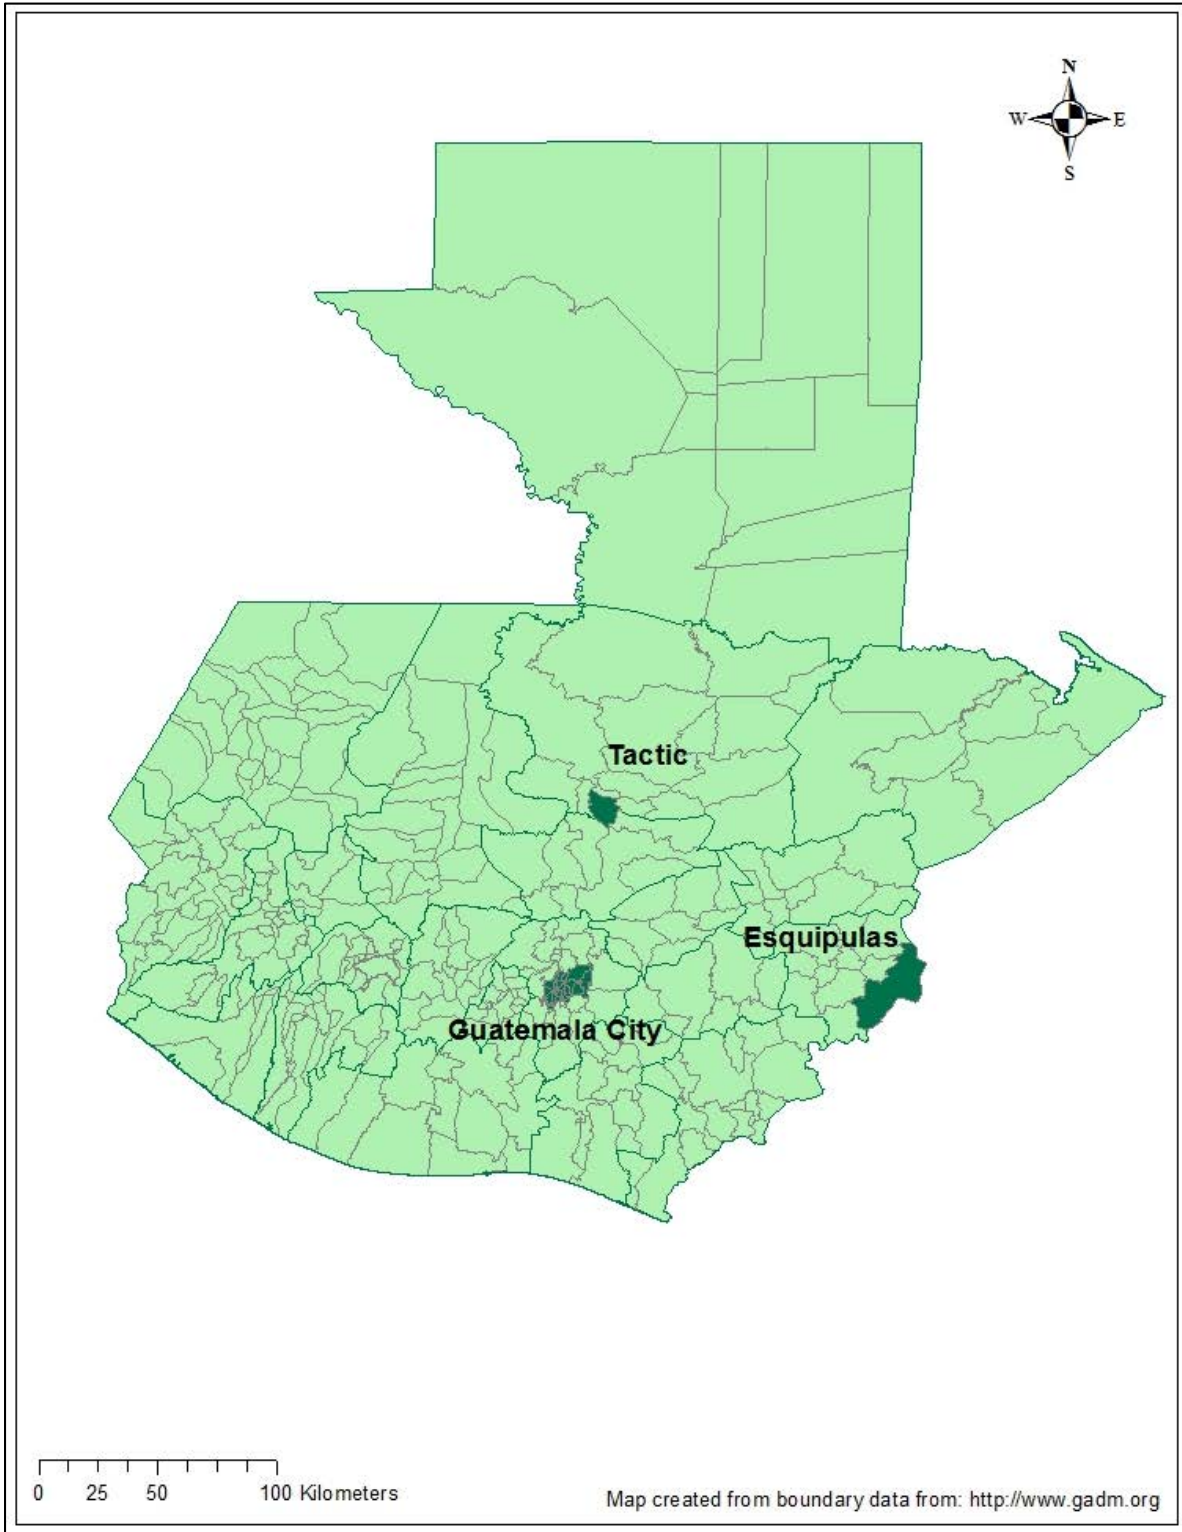 N
W E
S
Tactic
Esquipulas
Guatemala City
0 25 50 100 Kilometers
Map created from boundary data from: http://www.gadm.org